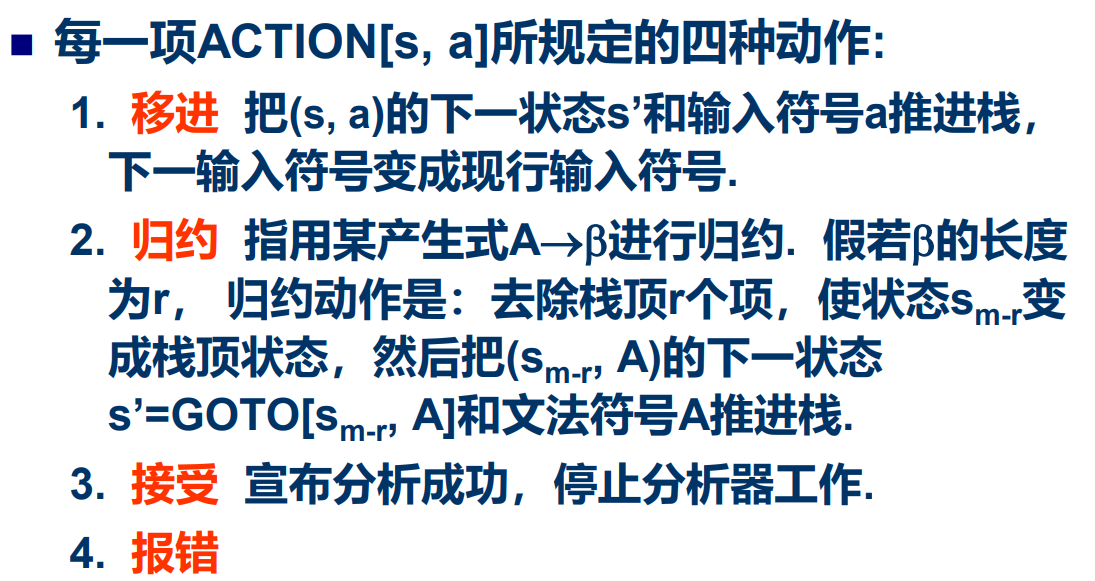 ■ 每一项ACTION[s, a]所规定的四种动作:
1. 移进 把(s, a)的下一状态s’和输入符号a推进栈，
下一输入符号变成现行输入符号.
2. 归约 指用某产生式A→β进行归约. 假若β的长度
为r， 归约动作是：去除栈顶r个项，使状态sm-r变
成栈顶状态，然后把(sm-r, A)的下一状态
s’=GOTO[sm-r, A]和文法符号A推进栈.
3. 接受 宣布分析成功，停止分析器工作.
4. 报错